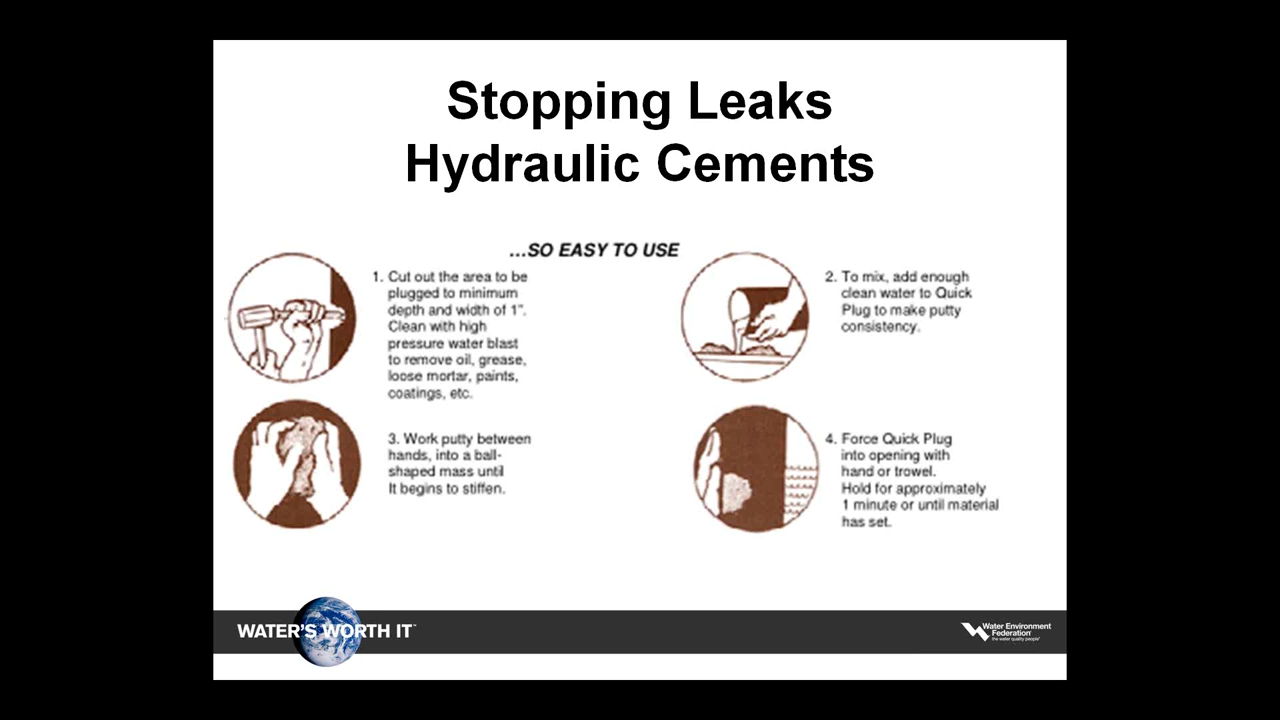 Stopping Leaks
Hydraulic Cements
...SO EASY TO USE
1. Cut out the area to be
plugged to minimum
depth and width of 1".
Clean with high
pressure water blast
to remove oil, grease,
loose mortar, paints,
coatings, etc.
2. To mix, add enough
clean water to Quick
Plug to make putty
consistency.
3. Work putty between
hands, into a ball-
shaped mass until
It begins to stiffen.
4. Force Quick Plug
into opening with
hand or trowel.
Hold for approximately
1 minute or until material
has set.
WATER'S WORTH IT™
Water Environment
Federation
the water quality people®